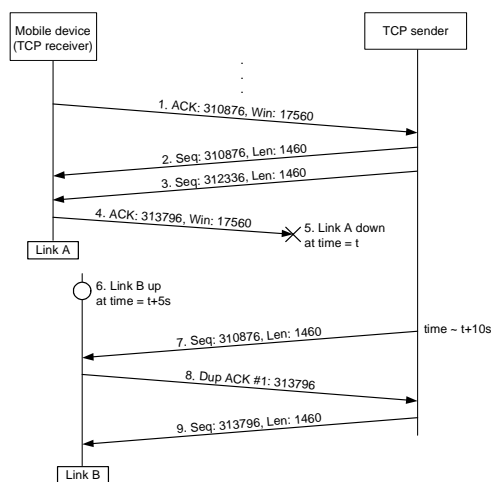 Mobile device
(TCP receiver)
TCP sender
.
.
.
1. ACK: 310876, Win: 17560
2. Seq: 310876, Len: 1460
3. Seq: 312336, Len: 1460
4. ACK: 313796, Win: 17560
5. Link A down
at time = t
Link A
6. Link B up
at time = t+5s
time ~ t+10s
7. Seq: 310876, Len: 1460
8. Dup ACK #1: 313796
9. Seq: 313796, Len: 1460
Link B